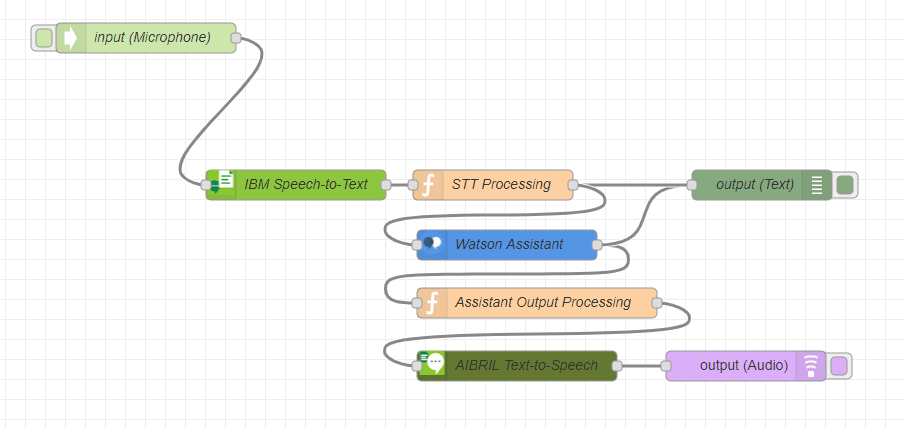 input (Microphone)
IBM Speech-to-Text
STT Processing
output (Text)
Watson Assistant
Assistant Output Processing
AIBRIL Text-to-Speech
output (Audio)